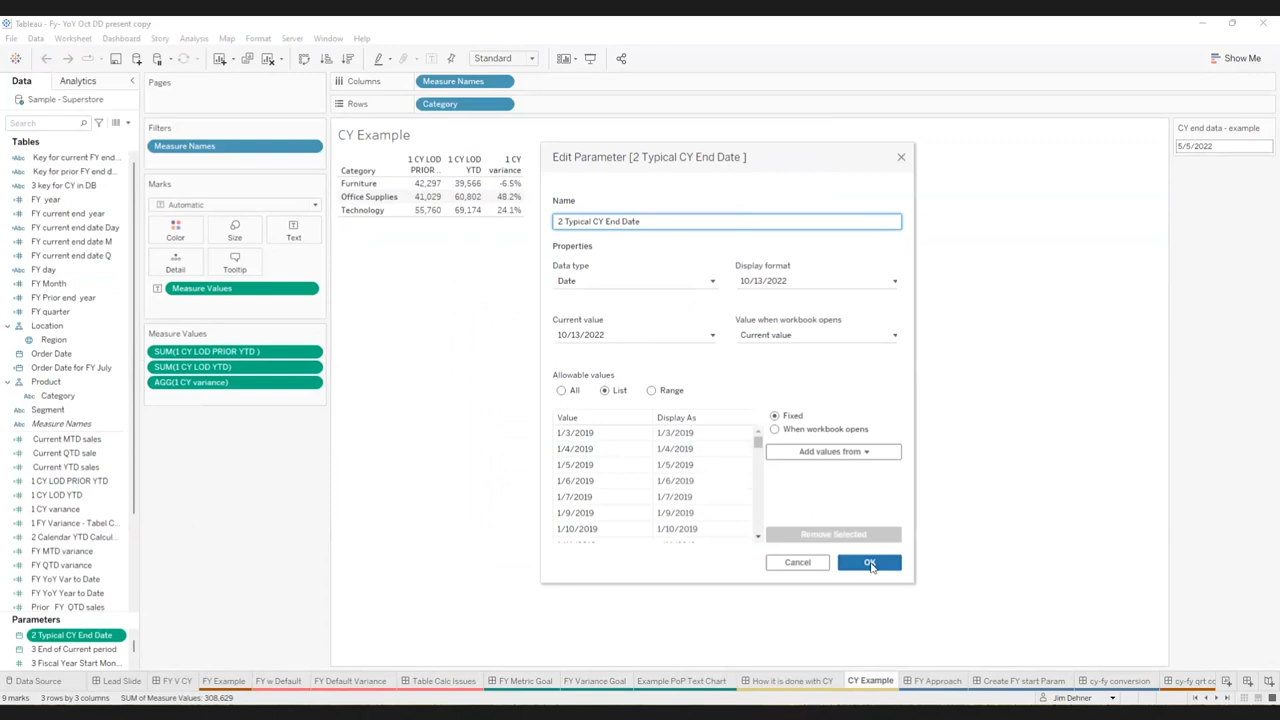 Tableau - Fy- YoY Oct DD present copy
File Data Worksheet Dashboard Story Analysis Map Format Server Window Help
Standard
Show Me
Data Analytics
Sample - Superstore
Search
Tables
Abc Key for current FY end...
Abc Key for prior FY end d...
Abc 3 key for CY in DB
FY year
FY current end year
FY current end date Day
FY current end date M
FY current end date Q
FY day
FY Month
FY Prior end year
FY quarter
Location
Region
Order Date
Order Date for FY July
Product
Abc Category
Abc Segment
Abc Measure Names
Current MTD sales
Current QTD sale
Current YTD sales
1 CY LOD PRIOR YTD
1 CY LOD YTD
1 CY variance
1 FY Variance - Tabel C...
2 Calendar YTD Calcul...
FY MTD variance
FY QTD variance
FY YoY Var to Date
FY YoY Year to Date
Prior FY QTD sales
Parameters
2 Typical CY End Date
3 End of Current period
3 Fiscal Year Start Mon...
Pages
Filters
Measure Names
Marks
Automatic
Color Size Text
Detail Tooltip
Measure Values
Measure Values
SUM(1 CY LOD PRIOR YTD )
SUM(1 CY LOD YTD)
AGG(1 CY variance)
Columns Measure Names
Rows Category
CY Example
Category 1 CY LOD PRIOR .. 1 CY LOD YTD 1 CY variance
Furniture 42,297 39,566 -6.5%
Office Supplies 41,029 60,802 48.2%
Technology 55,760 69,174 24.1%
CY end data - example
5/5/2022
Edit Parameter [2 Typical CY End Date ]
Name
2 Typical CY End Date
Properties
Data type Display format
Date 10/13/2022
Current value Value when workbook opens
10/13/2022 Current value
Allowable values
All List Range
Value Display As
1/3/2019 1/3/2019
1/4/2019 1/4/2019
1/5/2019 1/5/2019
1/6/2019 1/6/2019
1/7/2019 1/7/2019
1/9/2019 1/9/2019
1/10/2019 1/10/2019
Fixed
When workbook opens
Add values from
Remove Selected
Cancel OK
Data Source Lead Slide FY V CY FY Example FY w Default FY Default Variance Table Calc Issues FY Metric Goal FY Variance Goal Example PoP Text Chart How it is done with CY CY Example FY Approach Create FY start Param cy-fy conversion cy-fy qrt co
9 marks 3 rows by 3 columns SUM of Measure Values: 308,629
Jim Dehner